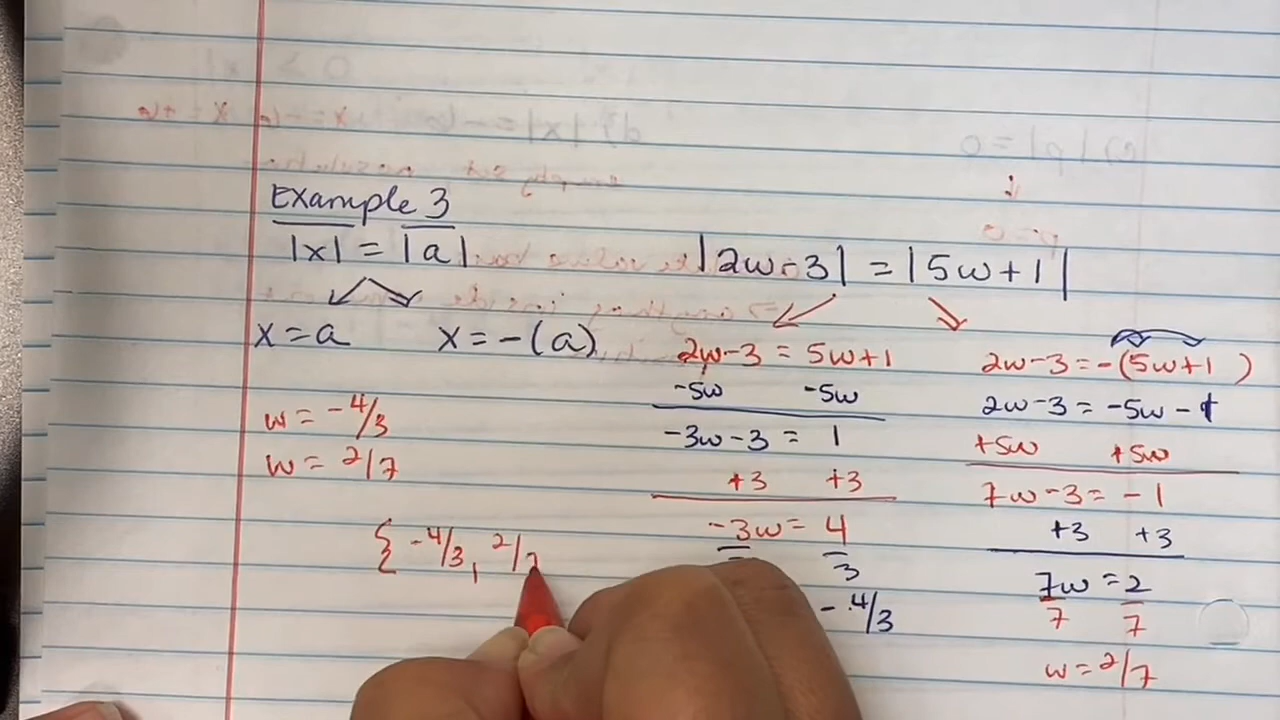 Example 3
|x| = |a|
x = a    x = -(a)
w = -4/3
w = 2/7
{ -4/3, 2/7
|2w-3| = |5w+1|
2w-3 = 5w+1
-5w    -5w
-3w-3 = 1
+3    +3
-3w = 4
3
-4/3
2w-3 = -(5w+1)
2w-3 = -5w-1
+5w    +5w
7w-3 = -1
+3    +3
7w = 2
7    7
w = 2/7